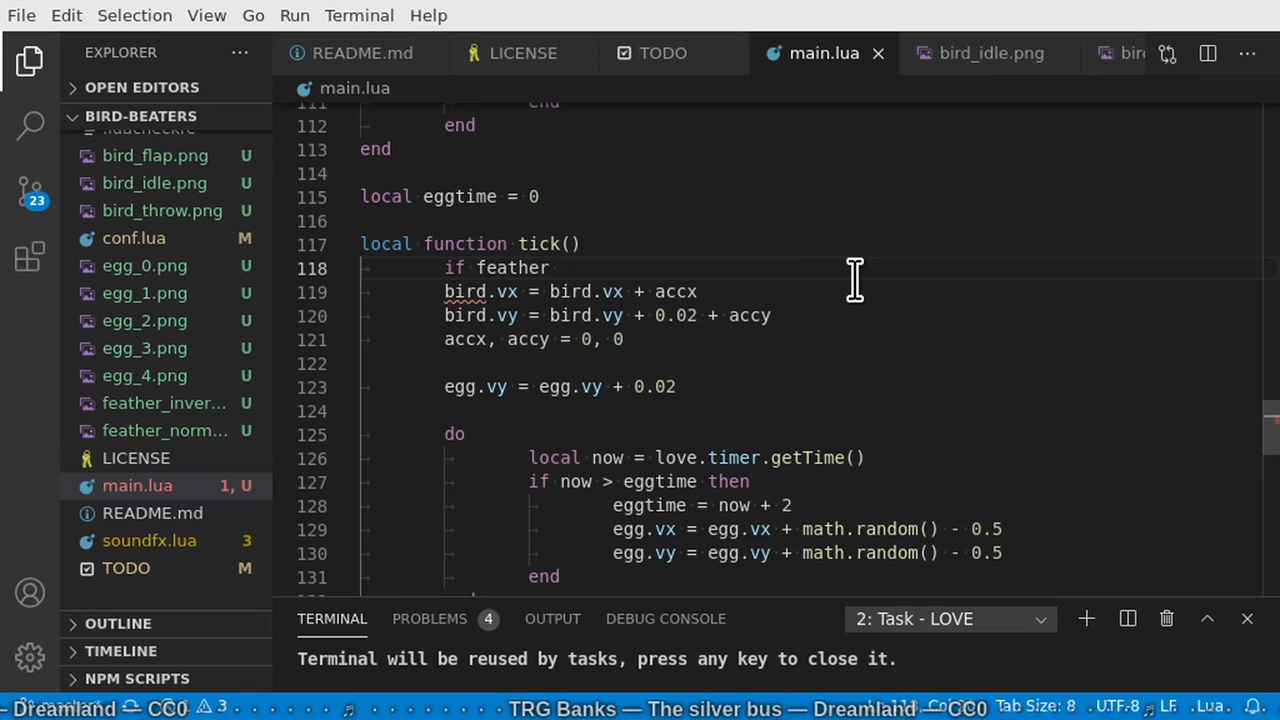 File Edit Selection View Go Run Terminal Help
EXPLORER
OPEN EDITORS
BIRD-BEATERS
.luacheckrc
bird_flap.png U
bird_idle.png U
bird_throw.png U
conf.lua M
egg_0.png U
egg_1.png U
egg_2.png U
egg_3.png U
egg_4.png U
feather_inver... U
feather_norm... U
LICENSE
main.lua 1, U
README.md
soundfx.lua 3
TODO M
OUTLINE
TIMELINE
NPM SCRIPTS
23
README.md LICENSE TODO main.lua bird_idle.png
main.lua
111 end
112 end
113 end
114
115 local eggtime = 0
116
117 local function tick()
118 if feather
119 bird.vx = bird.vx + accx
120 bird.vy = bird.vy + 0.02 + accy
121 accx, accy = 0, 0
122
123 egg.vy = egg.vy + 0.02
124
125 do
126 local now = love.timer.getTime()
127 if now > eggtime then
128 eggtime = now + 2
129 egg.vx = egg.vx + math.random() - 0.5
130 egg.vy = egg.vy + math.random() - 0.5
131 end
TERMINAL PROBLEMS 4 OUTPUT DEBUG CONSOLE 2: Task - LOVE
Terminal will be reused by tasks, press any key to close it.
– Dreamland — CC0 TRG Banks — The silver bus — Dreamland — CC0
3 Tab Size: 8 UTF-8 LF Lua